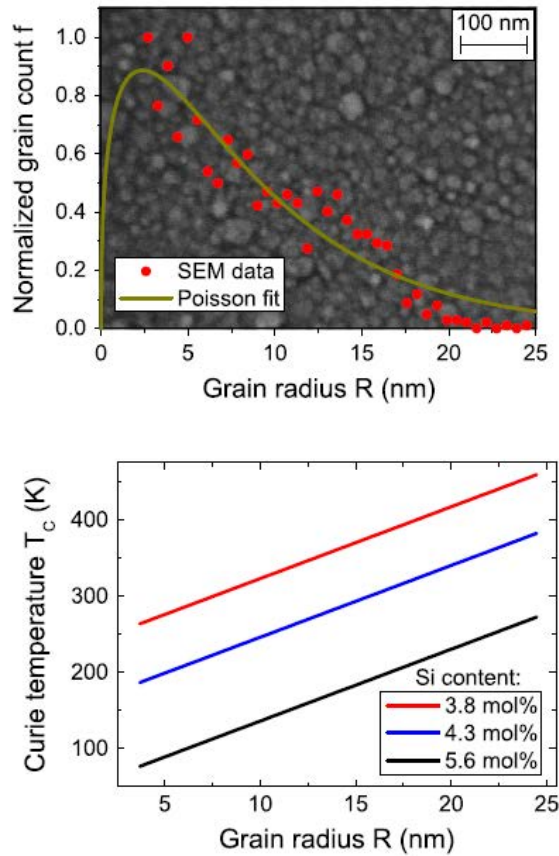 100 nm
Normalized grain count f
1.0
0.8
0.6
0.4
0.2
0.0
SEM data
Poisson fit
0 5 10 15 20 25
Grain radius R (nm)
Curie temperature T_C (K)
400
300
200
100
Si content:
3.8 mol%
4.3 mol%
5.6 mol%
5 10 15 20 25
Grain radius R (nm)